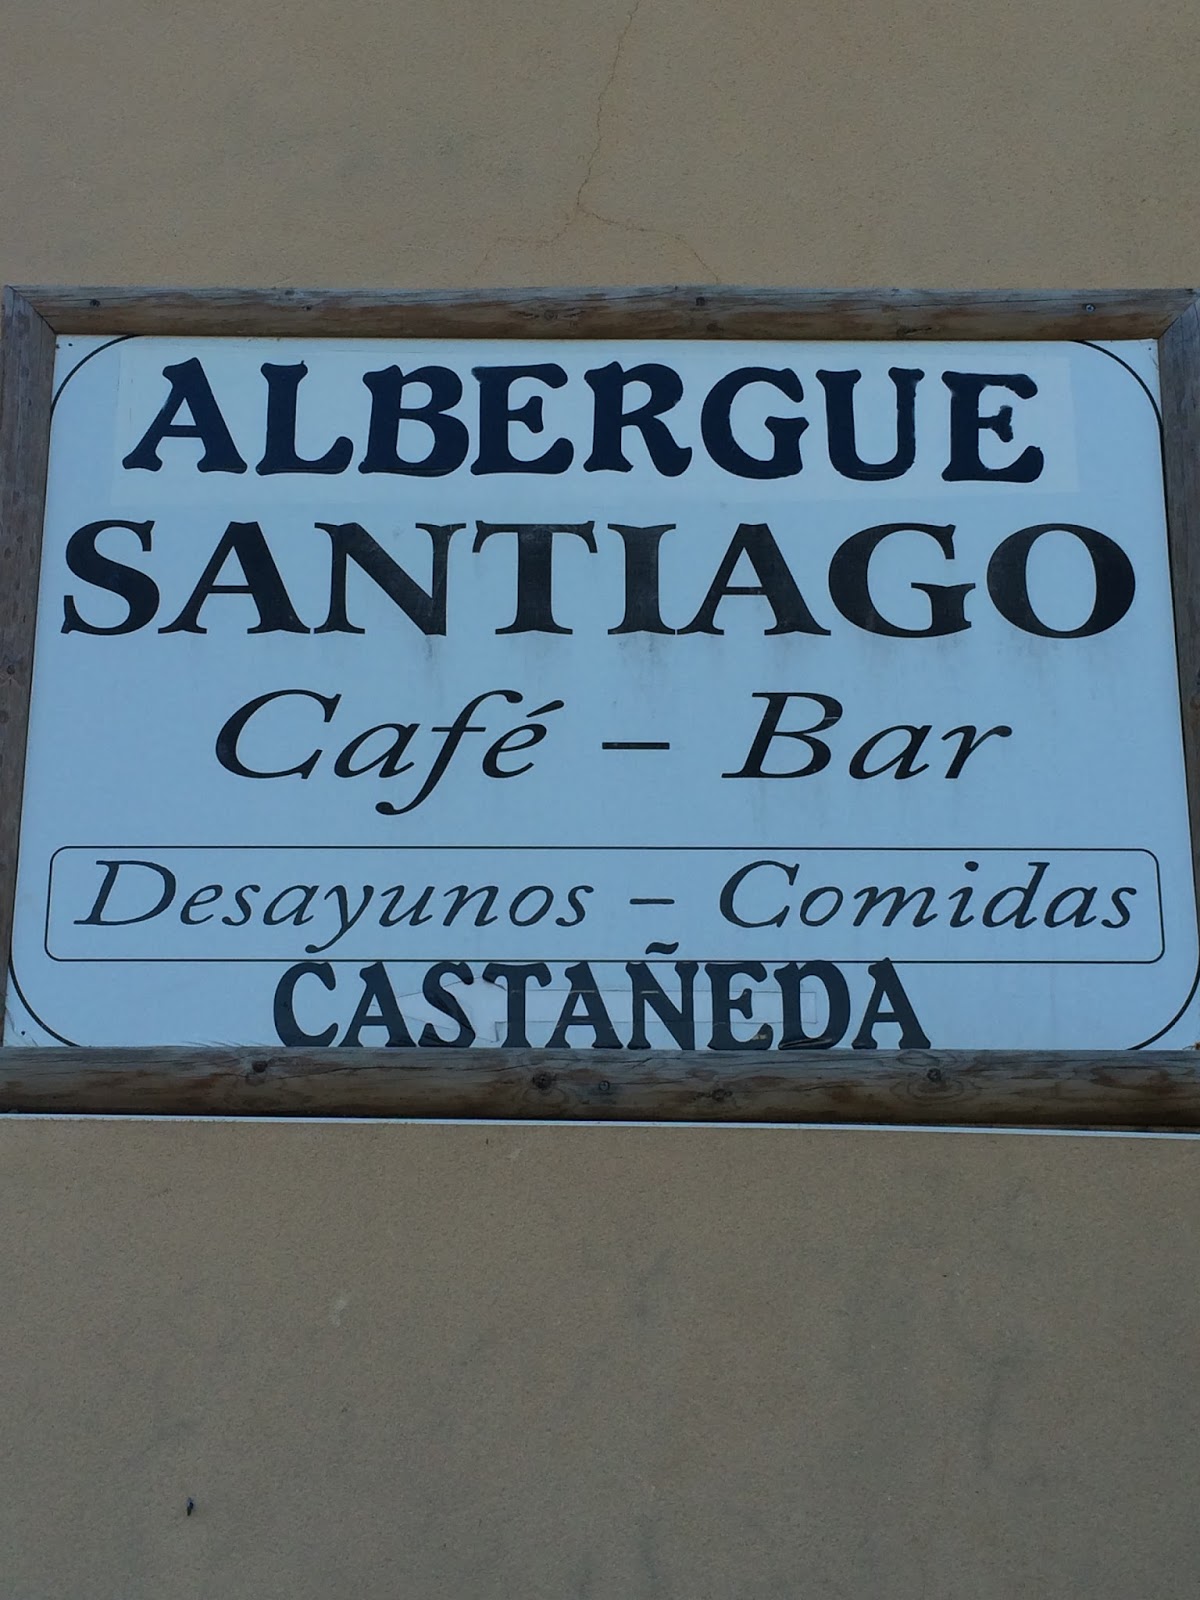 ALBERGUE
SANTIAGO
Café – Bar
Desayunos – Comidas
CASTAÑEDA